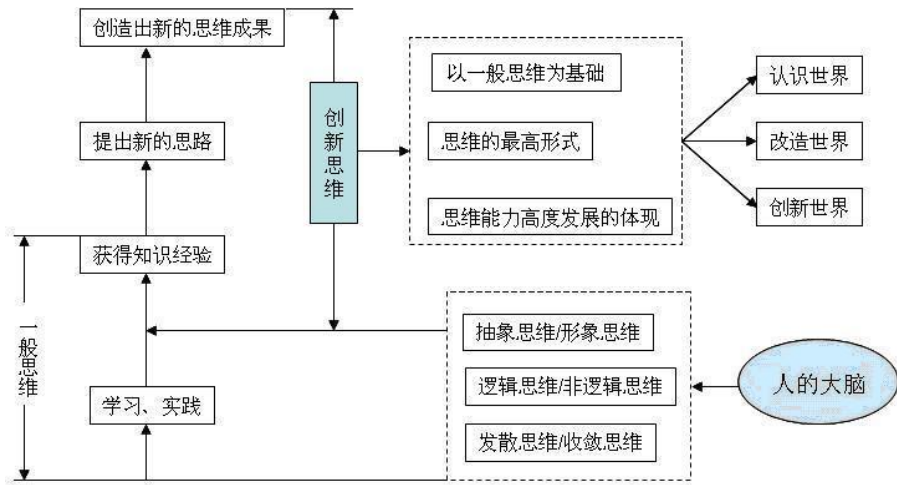 创造出新的思维成果
提出新的思路
获得知识经验
学习、实践
一般思维
创新思维
以一般思维为基础
思维的最高形式
思维能力高度发展的体现
认识世界
改造世界
创新世界
抽象思维/形象思维
逻辑思维/非逻辑思维
发散思维/收敛思维
人的大脑